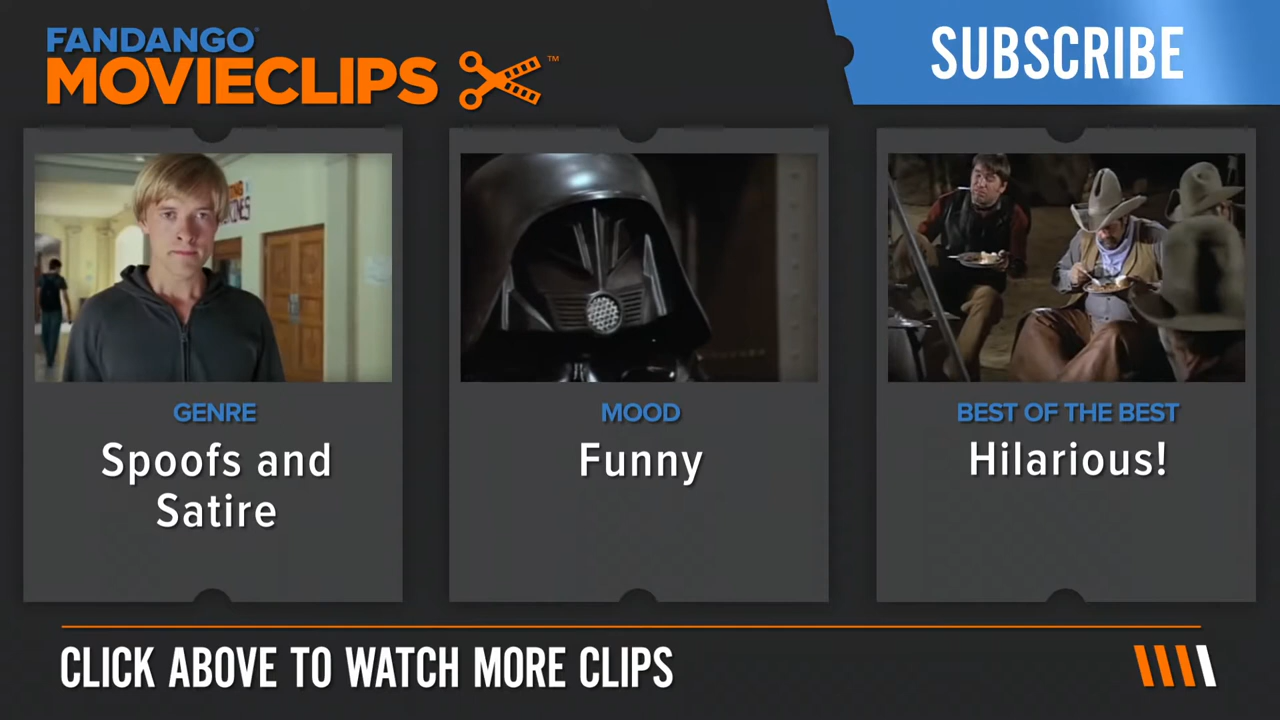 FANDANGO®
MOVIECLIPS™
SUBSCRIBE
GENRE
Spoofs and
Satire
MOOD
Funny
BEST OF THE BEST
Hilarious!
CLICK ABOVE TO WATCH MORE CLIPS